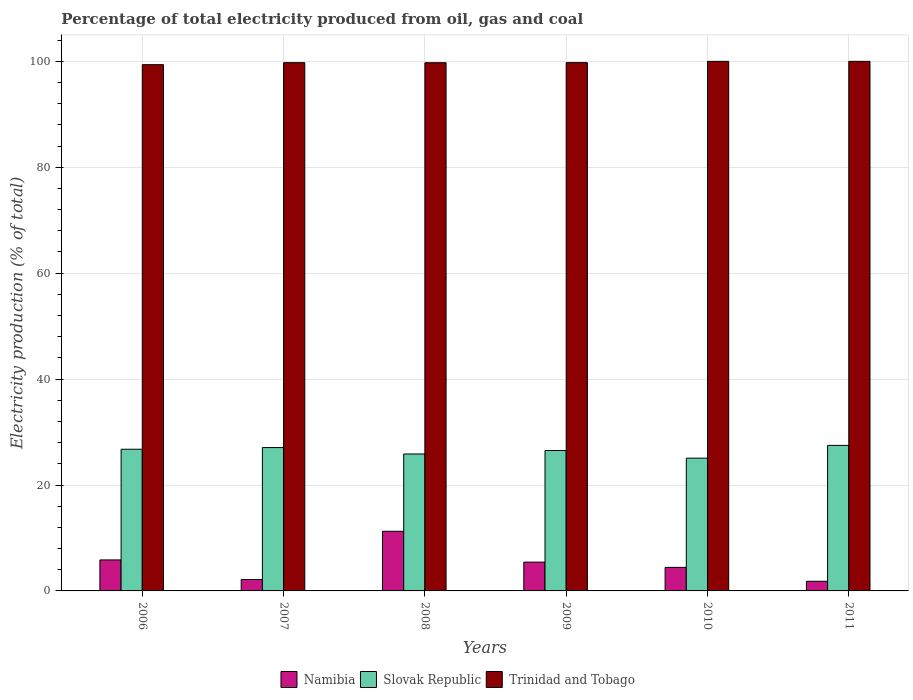 Percentage of total electricity produced from oil, gas and coal
Electricity production (% of total)
100
80
60
40
20
0
2006 2007 2008 2009 2010 2011
Years
Namibia Slovak Republic Trinidad and Tobago